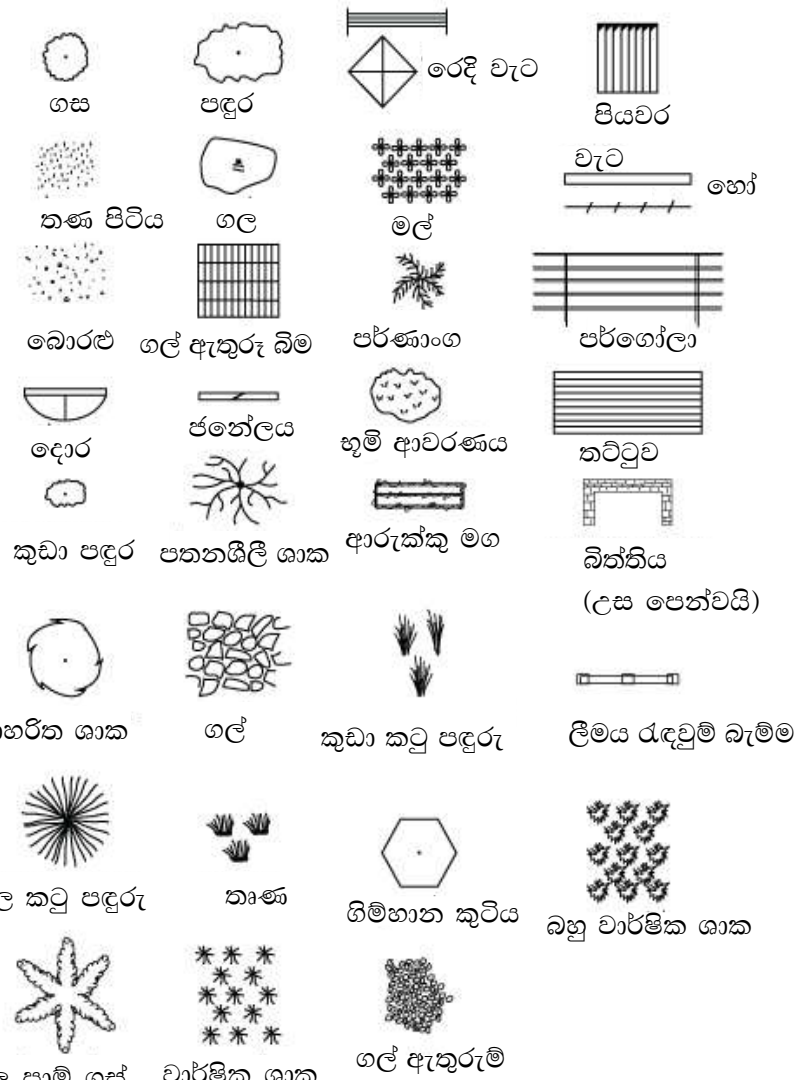 ගස පඳුර රෙදි වැට පියවර
වැට
හෝ
තණ පිටිය ගල මල්
බොරළු ගල් ඇතුරූ බිම පර්ණාංග පර්ගෝලා
දොර ජනේලය භූමි ආවරණය තට්ටුව
කුඩා පඳුර පතනශීලී ශාක ආරුක්කු මග බිත්තිය
(උස පෙන්වයි)
ශාක ගල් කුඩා කටු පඳුරු ලීමය රැඳවුම් බැම්ම
කටු පඳුරු තෘණ ගිම්හාන කුටිය බහු වාර්ෂික ශාක
පාම් ගස් වාර්ෂික ශාක ගල් ඇතුරුම්